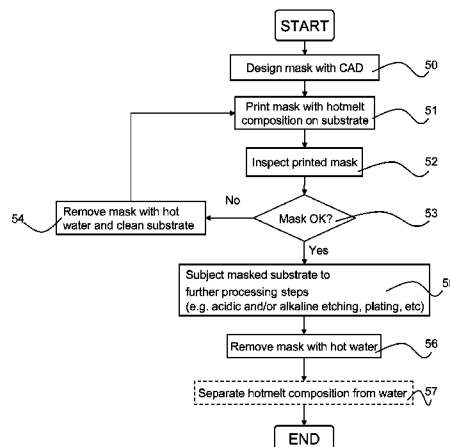 START
Design mask with CAD
50
Print mask with hotmelt
composition on substrate
51
Inspect printed mask
52
No
Mask OK?
53
54
Remove mask with hot
water and clean substrate
Yes
Subject masked substrate to
further processing steps
(e.g. acidic and/or alkaline etching, plating, etc)
55
Remove mask with hot water
56
Separate hotmelt composition from water
57
END